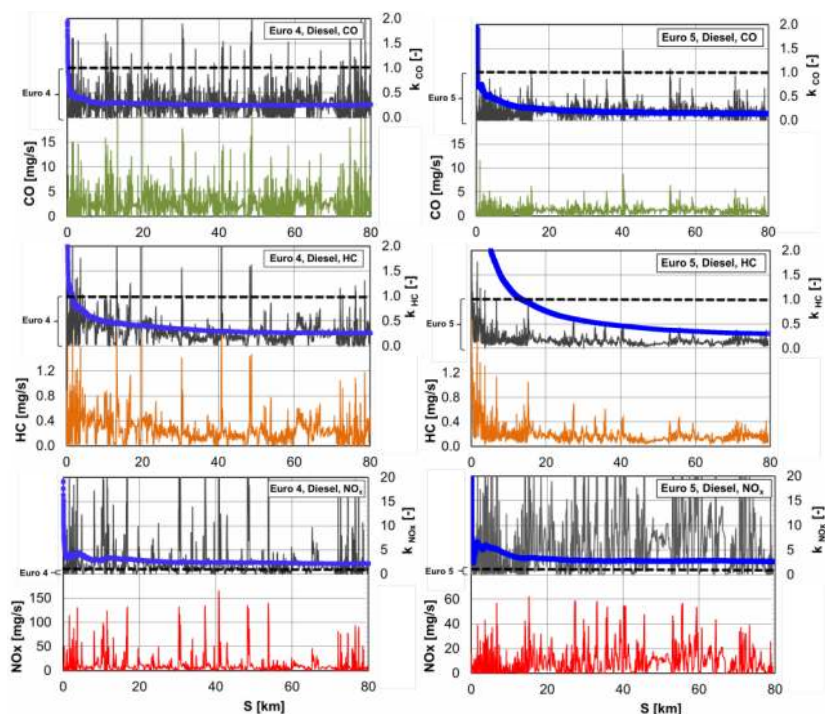 Euro 4, Diesel, CO
2.0
1.5
1.0
0.5
0.0
k CO [-]
Euro 4
15
10
5
0
CO [mg/s]
0 20 40 60 80
Euro 5, Diesel, CO
2.0
1.5
1.0
0.5
0.0
k CO [-]
Euro 5
15
10
5
0
CO [mg/s]
0 20 40 60 80
Euro 4, Diesel, HC
2.0
1.5
1.0
0.5
0.0
k HC [-]
Euro 4
1.2
0.8
0.4
0.0
HC [mg/s]
0 20 40 60 80
Euro 5, Diesel, HC
2.0
1.5
1.0
0.5
0.0
k HC [-]
Euro 5
1.2
0.8
0.4
0.0
HC [mg/s]
0 20 40 60 80
Euro 4, Diesel, NOx
20
15
10
5
0
k NOx [-]
Euro 4
150
100
50
0
NOx [mg/s]
0 20 40 60 80
S [km]
Euro 5, Diesel, NOx
20
15
10
5
0
k NOx [-]
Euro 5
60
40
20
0
NOx [mg/s]
0 20 40 60 80
S [km]